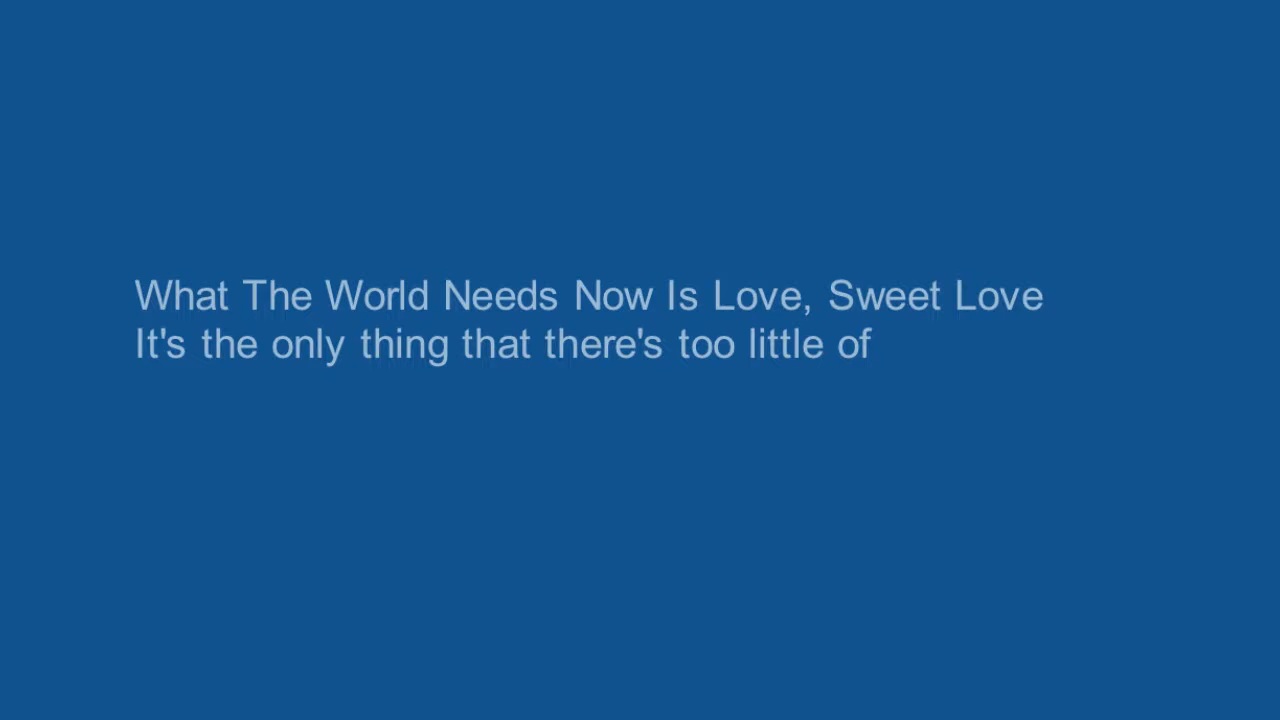 What The World Needs Now Is Love, Sweet Love
It's the only thing that there's too little of